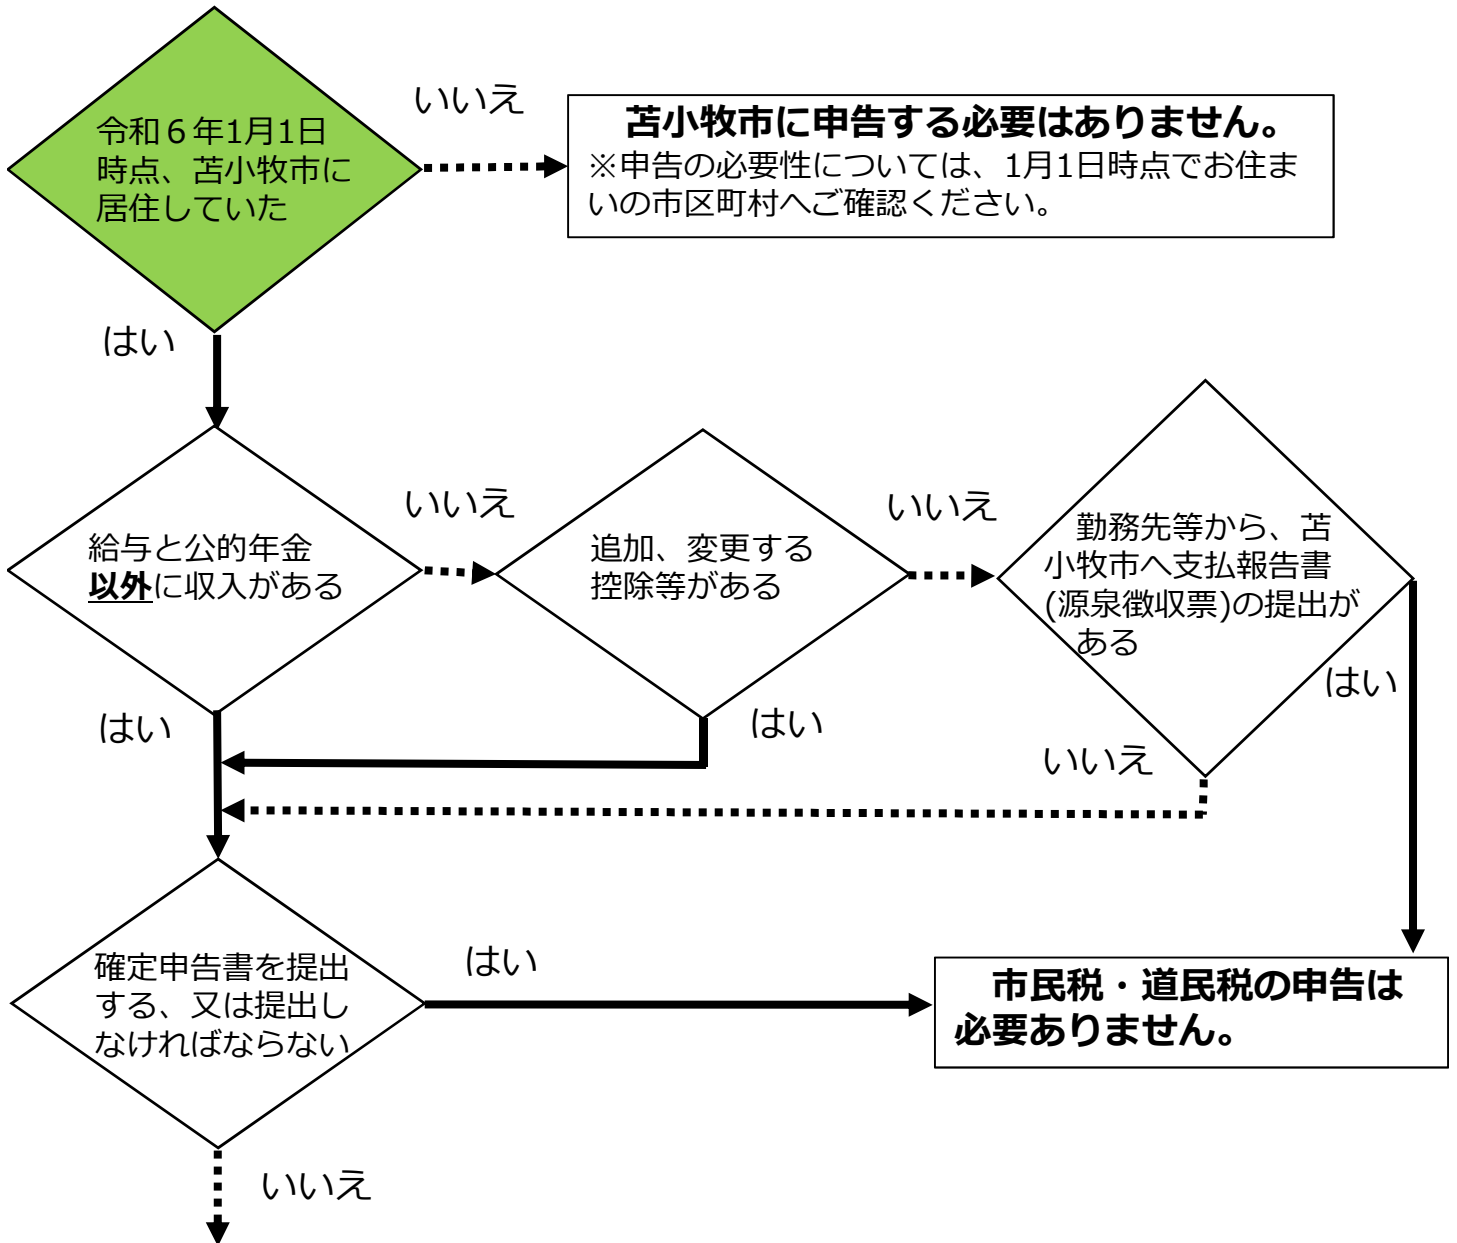 令和６年1月1日
時点、苫小牧市に
居住していた
いいえ
苫小牧市に申告する必要はありません。
※申告の必要性については、1月1日時点でお住ま
いの市区町村へご確認ください。
はい
給与と公的年金
以外に収入がある
いいえ
追加、変更する
控除等がある
いいえ
勤務先等から、苫
小牧市へ支払報告書
(源泉徴収票)の提出が
ある
はい
はい
はい
いいえ
確定申告書を提出
する、又は提出し
なければならない
はい
市民税・道民税の申告は
必要ありません。
いいえ